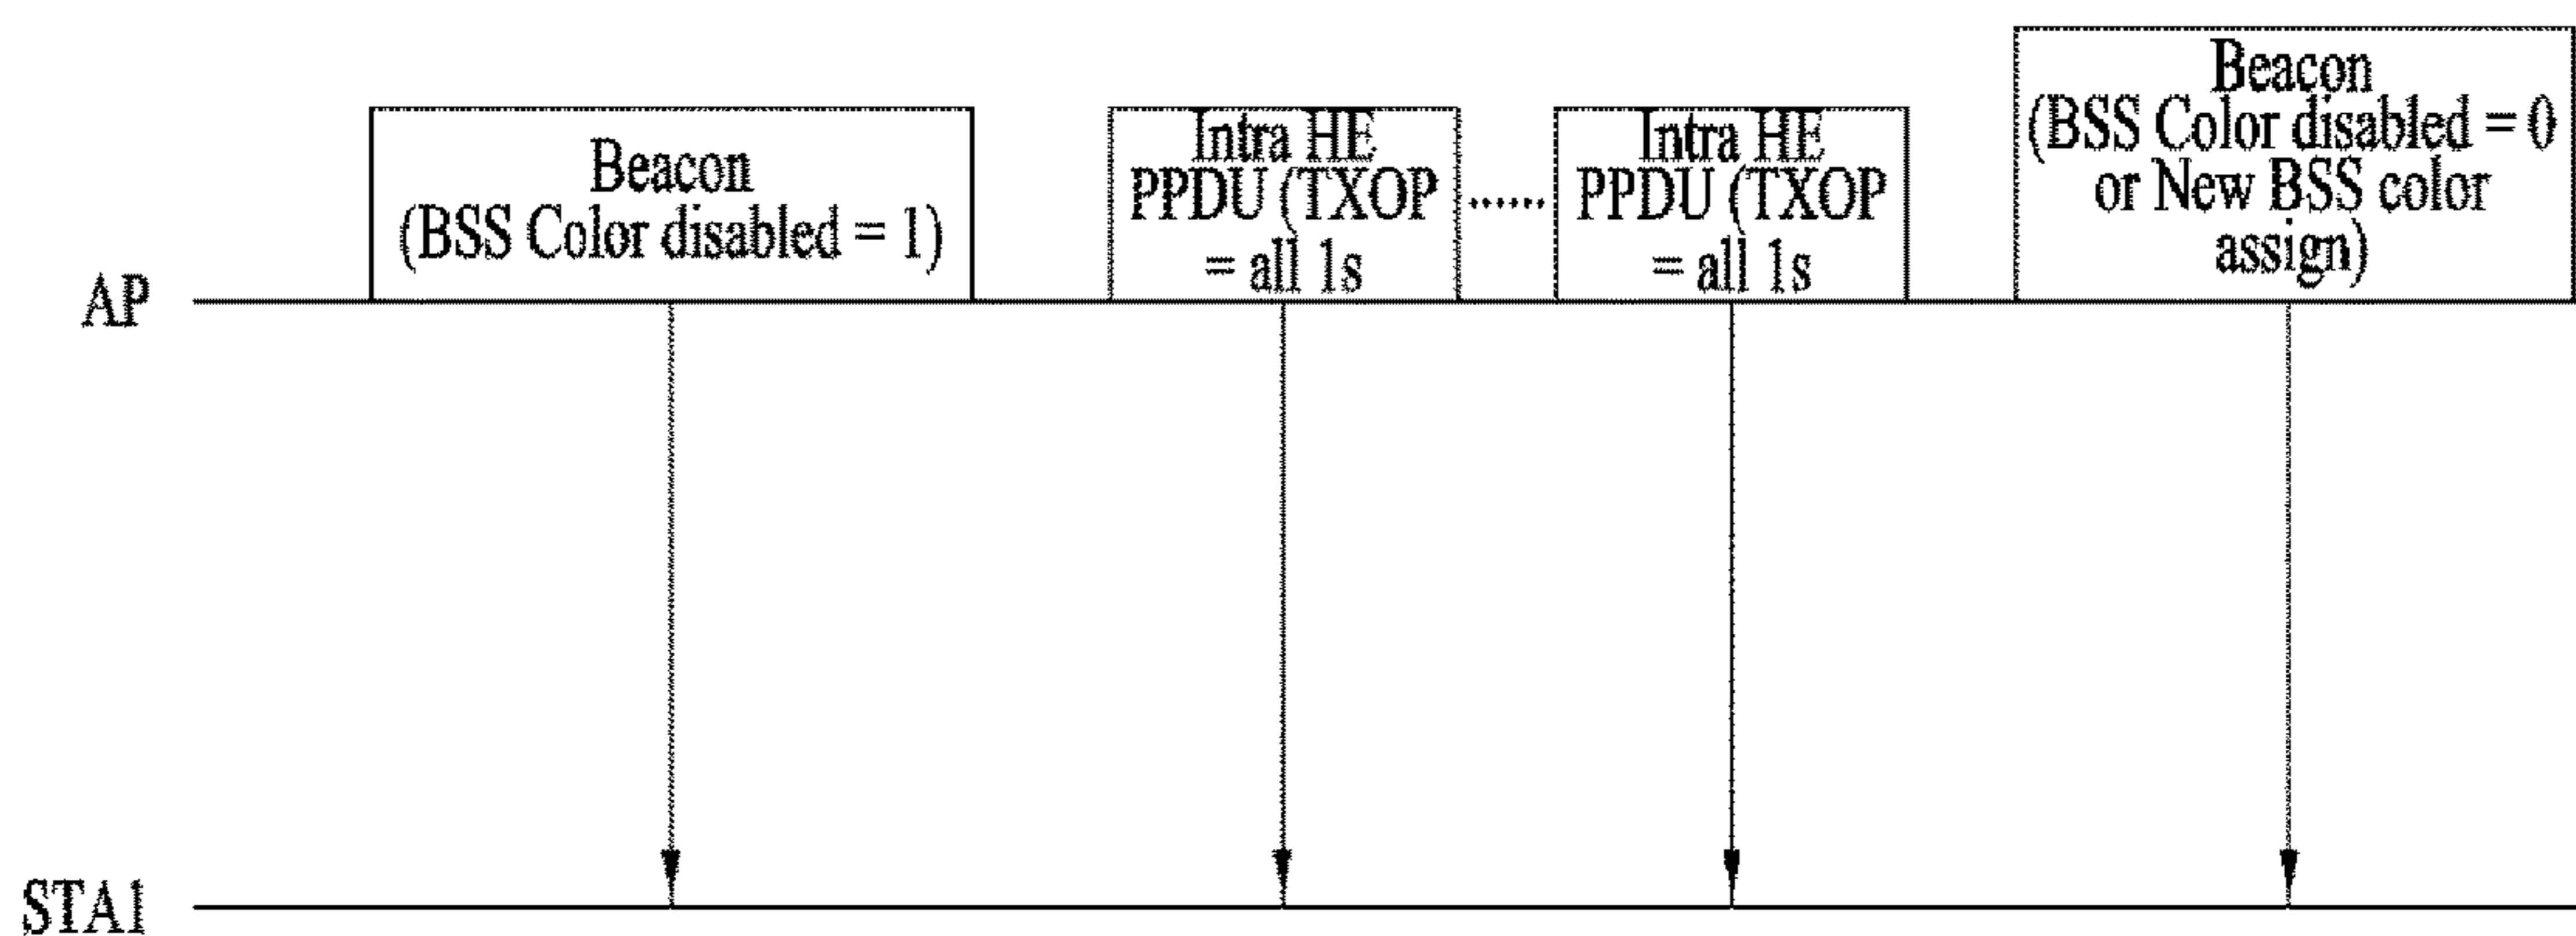 Beacon
(BSS Color disabled = 1)
Intra HE
PPDU (TXOP
= all 1s
......
Intra HE
PPDU (TXOP
= all 1s
Beacon
(BSS Color disabled = 0
or New BSS color
assign)
AP
STA1